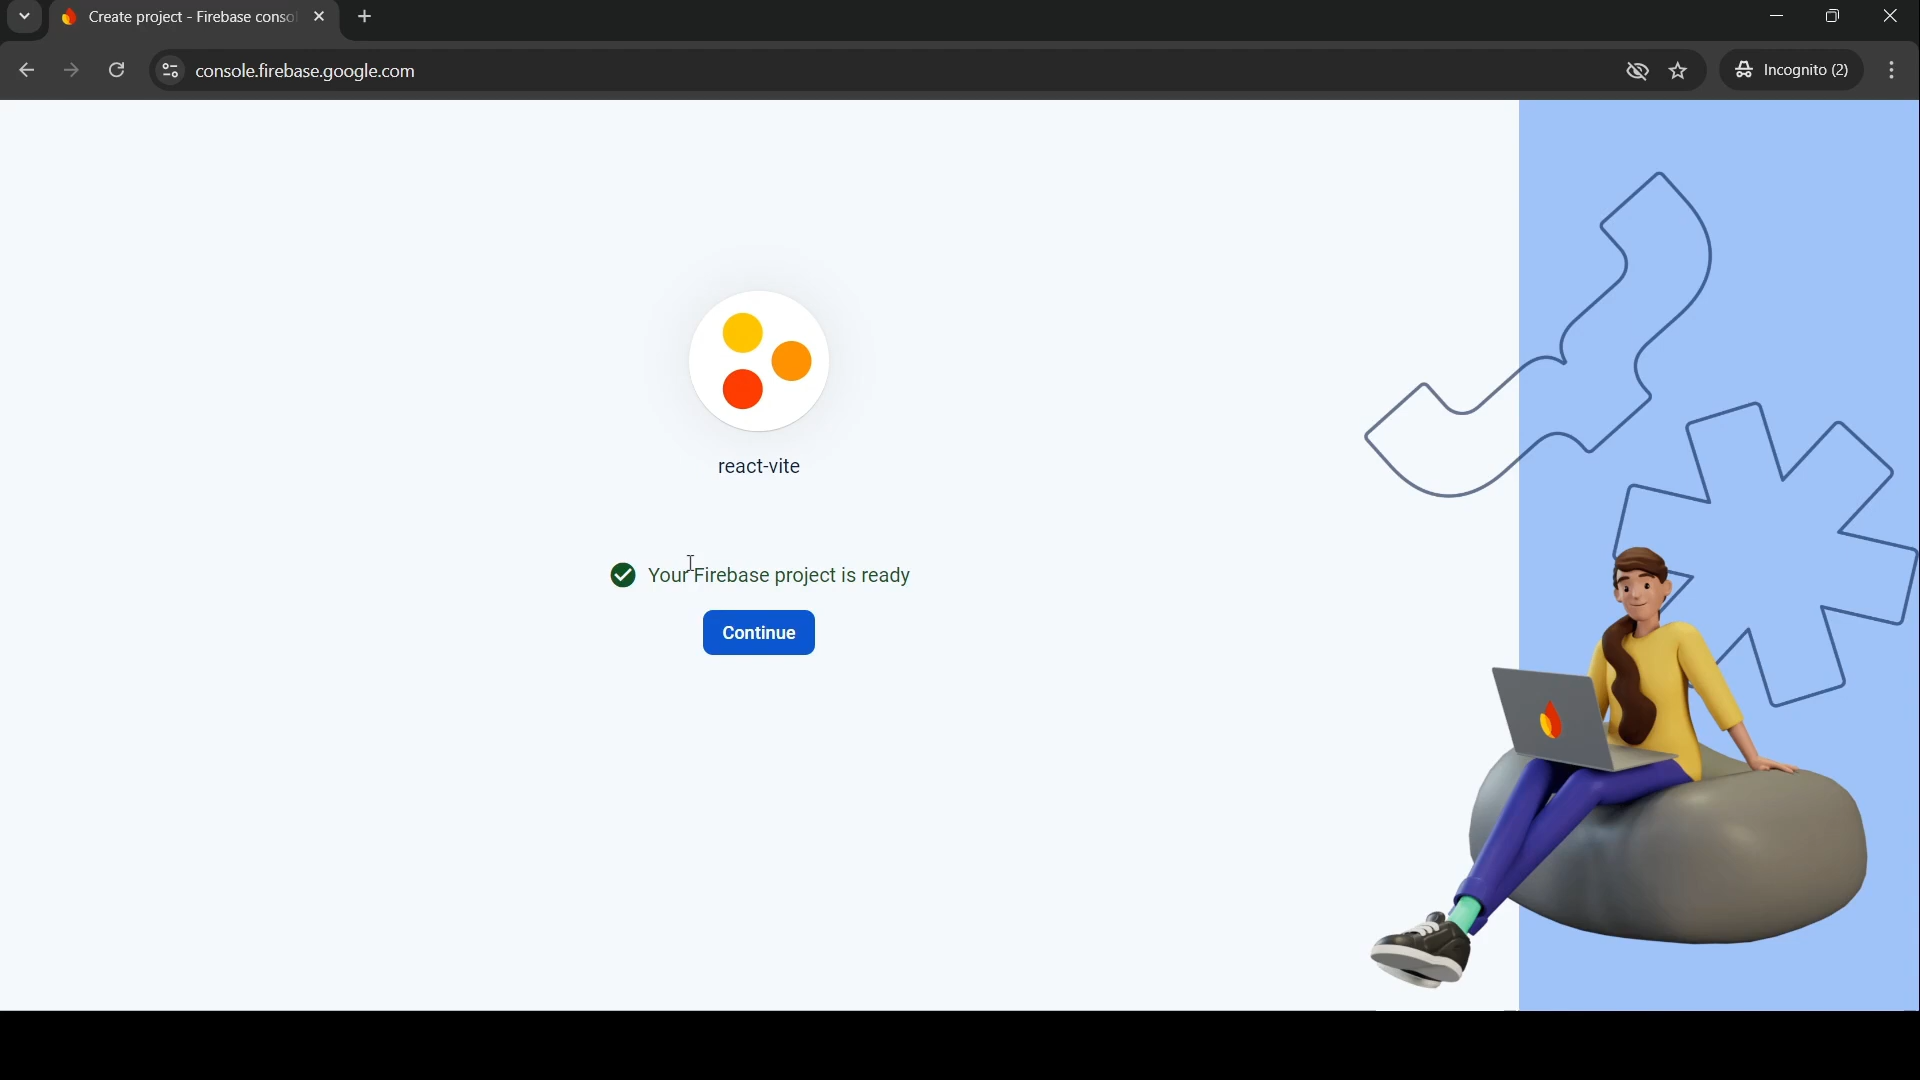 Create project - Firebase consol
console.firebase.google.com
Incognito (2)
react-vite
Your Firebase project is ready
Continue